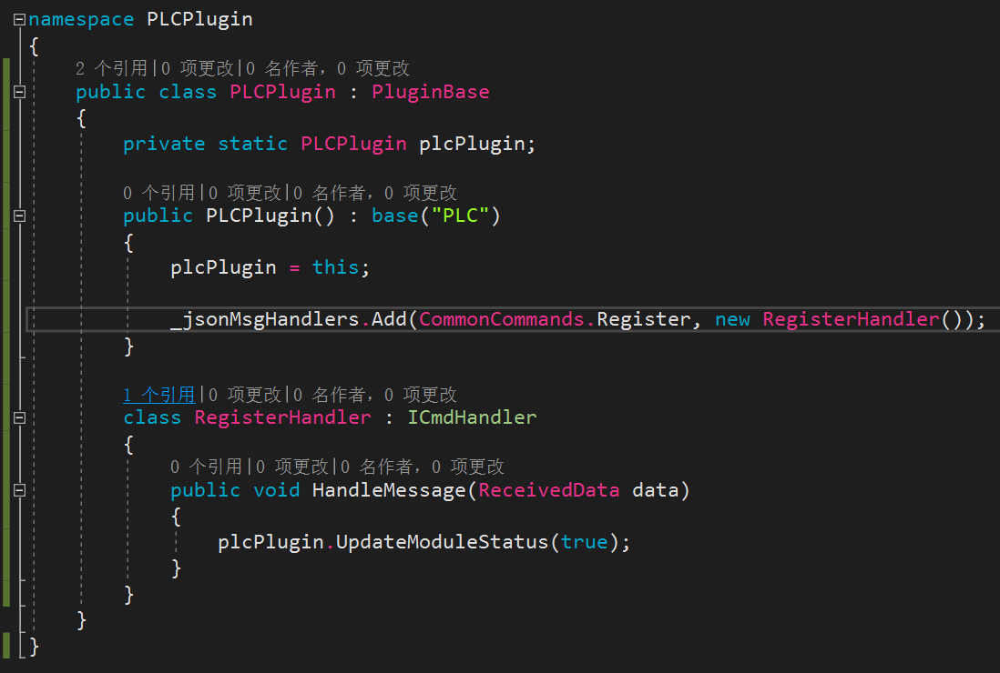 namespace PLCPlugin
{
2 个引用|0 项更改|0 名作者，0 项更改
public class PLCPlugin : PluginBase
{
private static PLCPlugin plcPlugin;
0 个引用|0 项更改|0 名作者，0 项更改
public PLCPlugin() : base("PLC")
{
plcPlugin = this;
_jsonMsgHandlers.Add(CommonCommands.Register, new RegisterHandler());
}
1 个引用|0 项更改|0 名作者，0 项更改
class RegisterHandler : ICmdHandler
{
0 个引用|0 项更改|0 名作者，0 项更改
public void HandleMessage(ReceivedData data)
{
plcPlugin.UpdateModuleStatus(true);
}
}
}
}